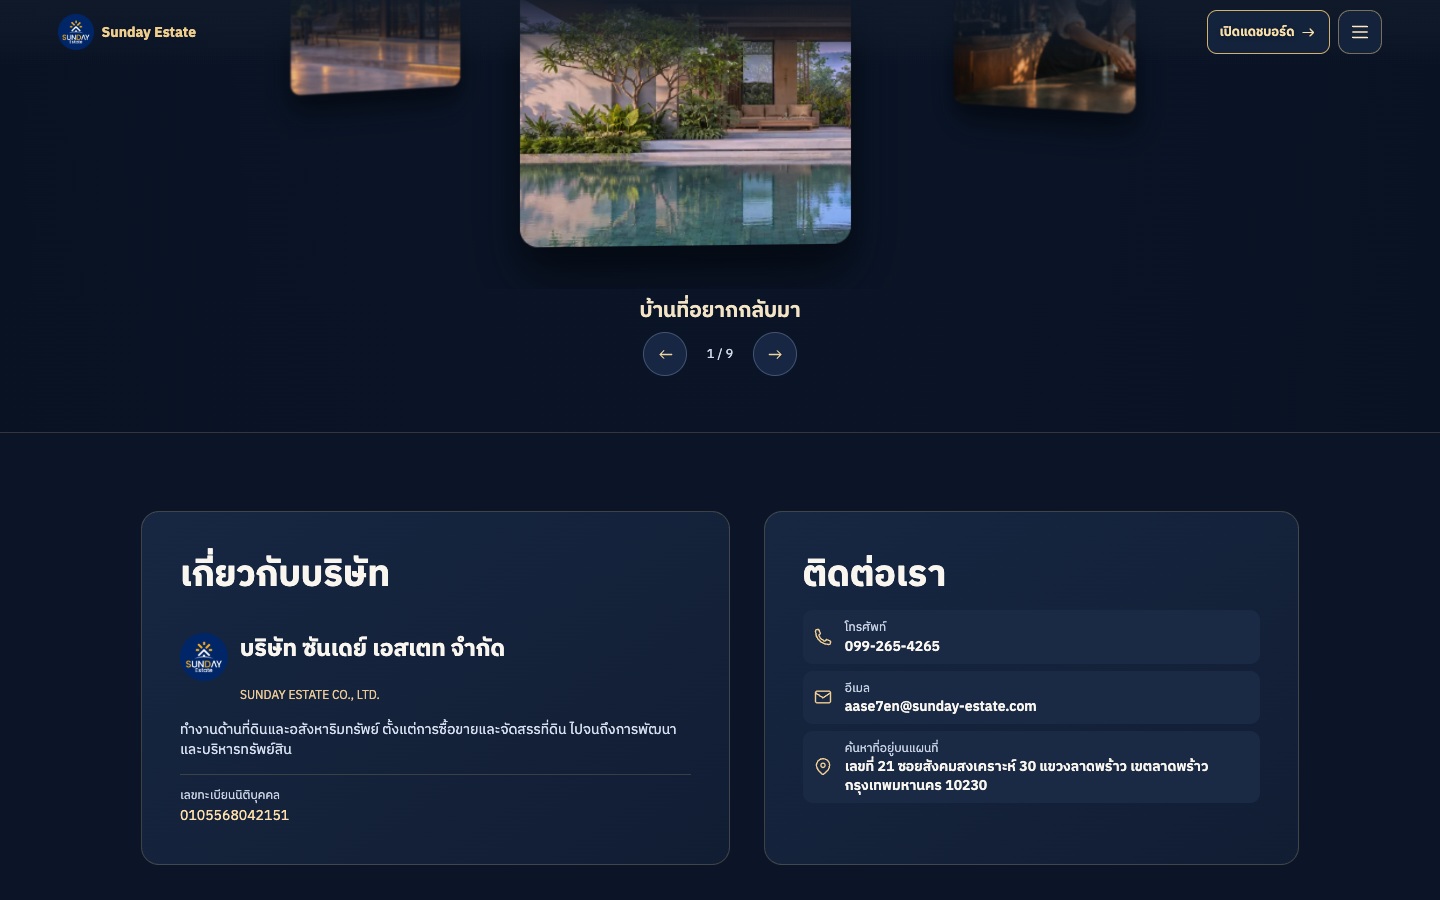 SUNDAY
Estate
Sunday Estate
เปิดแดชบอร์ด →
บ้านที่อยากกลับมา
← 1 / 9 →
เกี่ยวกับบริษัท
SUNDAY
Estate
บริษัท ซันเดย์ เอสเตท จำกัด
SUNDAY ESTATE CO., LTD.
ทำงานด้านที่ดินและอสังหาริมทรัพย์ ตั้งแต่การซื้อขายและจัดสรรที่ดิน ไปจนถึงการพัฒนา
และบริหารทรัพย์สิน
เลขทะเบียนนิติบุคคล
0105568042151
ติดต่อเรา
โทรศัพท์
099-265-4265
อีเมล
aase7en@sunday-estate.com
ค้นหาที่อยู่บนแผนที่
เลขที่ 21 ซอยสังคมสงเคราะห์ 30 แขวงลาดพร้าว เขตลาดพร้าว
กรุงเทพมหานคร 10230